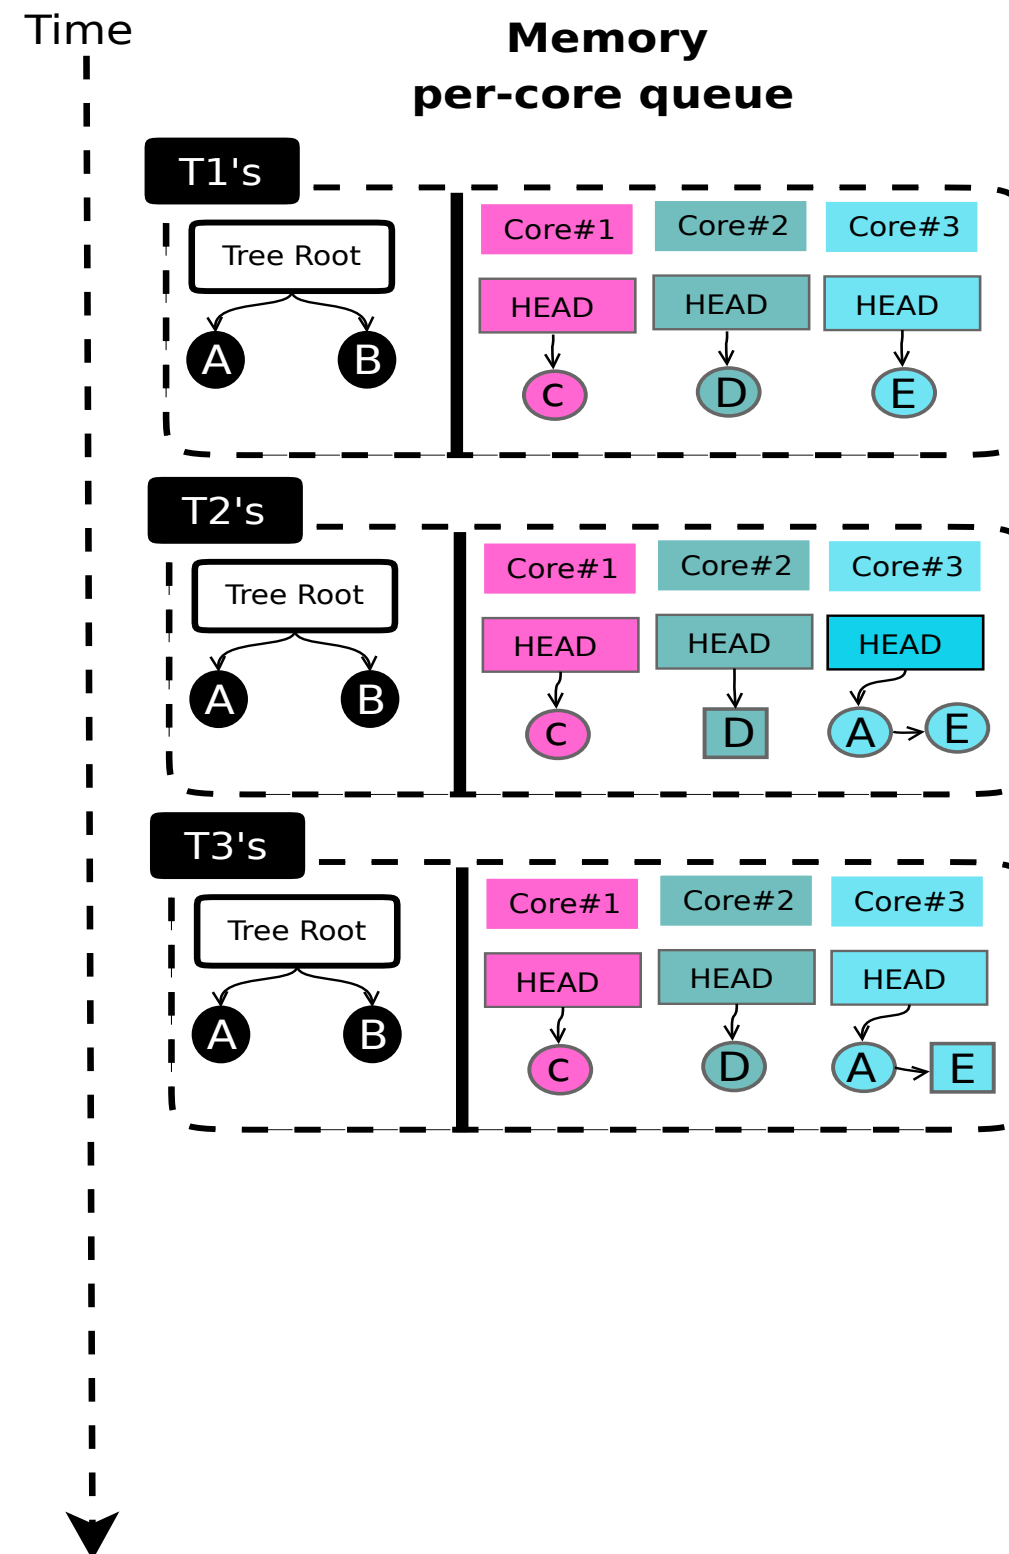 Time
Memory
per-core queue
T1's
Tree Root
A
B
Core#1
Core#2
Core#3
HEAD
HEAD
HEAD
c
D
E
T2's
Tree Root
A
B
Core#1
Core#2
Core#3
HEAD
HEAD
HEAD
c
D
A
E
T3's
Tree Root
A
B
Core#1
Core#2
Core#3
HEAD
HEAD
HEAD
c
D
A
E